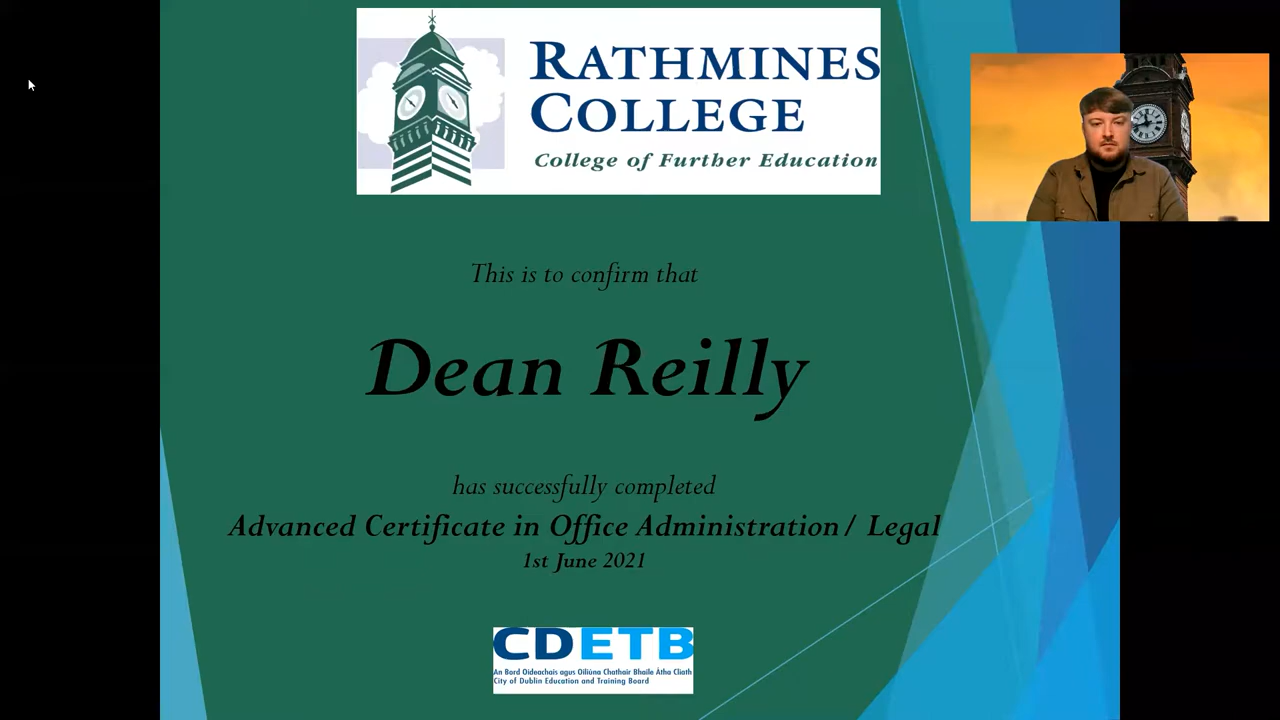 RATHMINES
COLLEGE
College of Further Education
This is to confirm that
Dean Reilly
has successfully completed
Advanced Certificate in Office Administration/ Legal
1st June 2021
CDETB
An Bord Oideachais agus Oiliúna Chathair Bhaile Átha Cliath
City of Dublin Education and Training Board